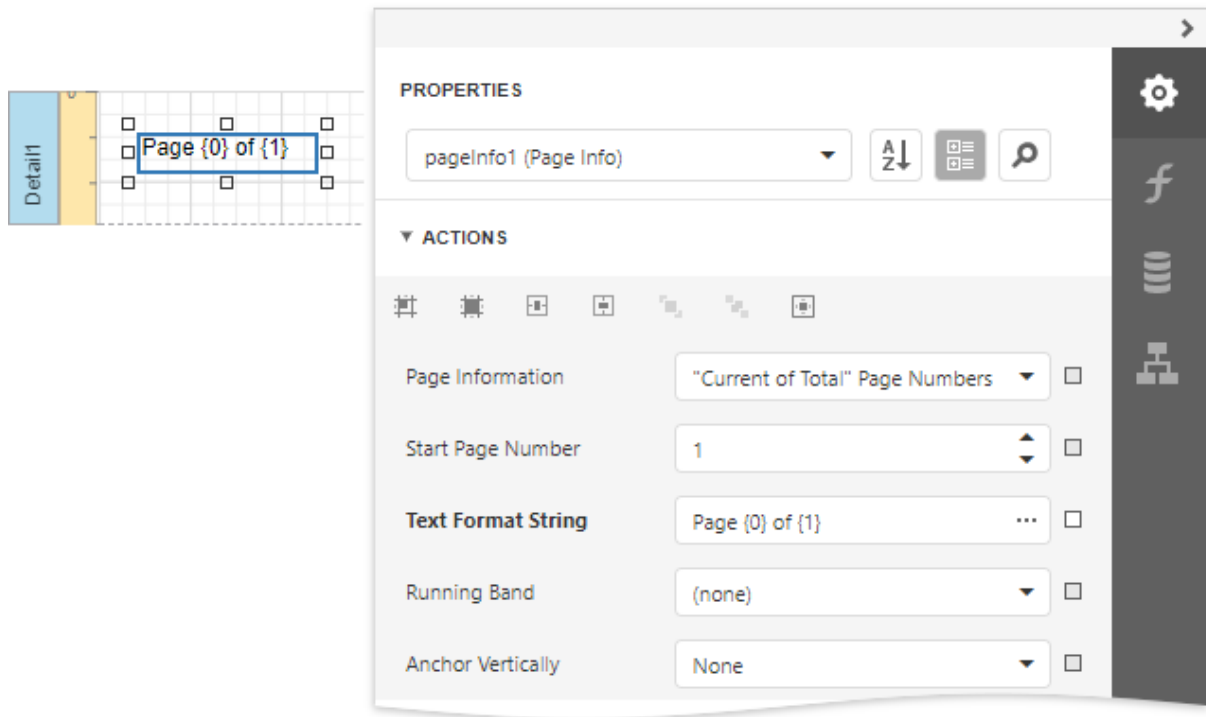 Detail1
0
Page {0} of {1}
PROPERTIES
pageInfo1 (Page Info)
A
Z
ACTIONS
Page Information
"Current of Total" Page Numbers
Start Page Number
1
Text Format String
Page {0} of {1}
...
Running Band
(none)
Anchor Vertically
None